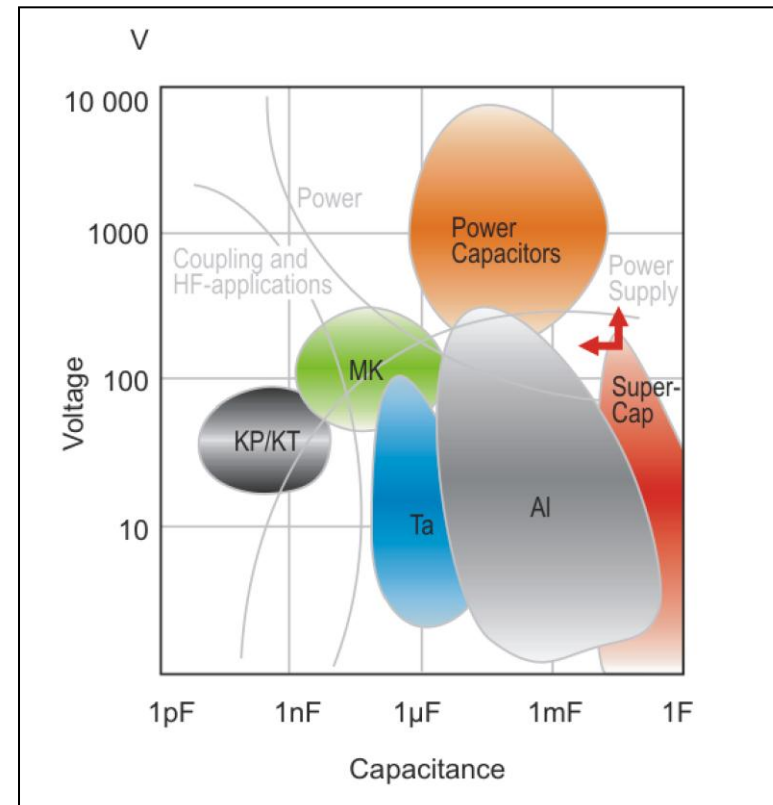 V
10 000
Power
1000
Power
Capacitors
Coupling and
HF-applications
Power
Supply
MK
100
Super-
Cap
KP/KT
Voltage
10
Ta
Al
1pF
1nF
1µF
1mF
1F
Capacitance